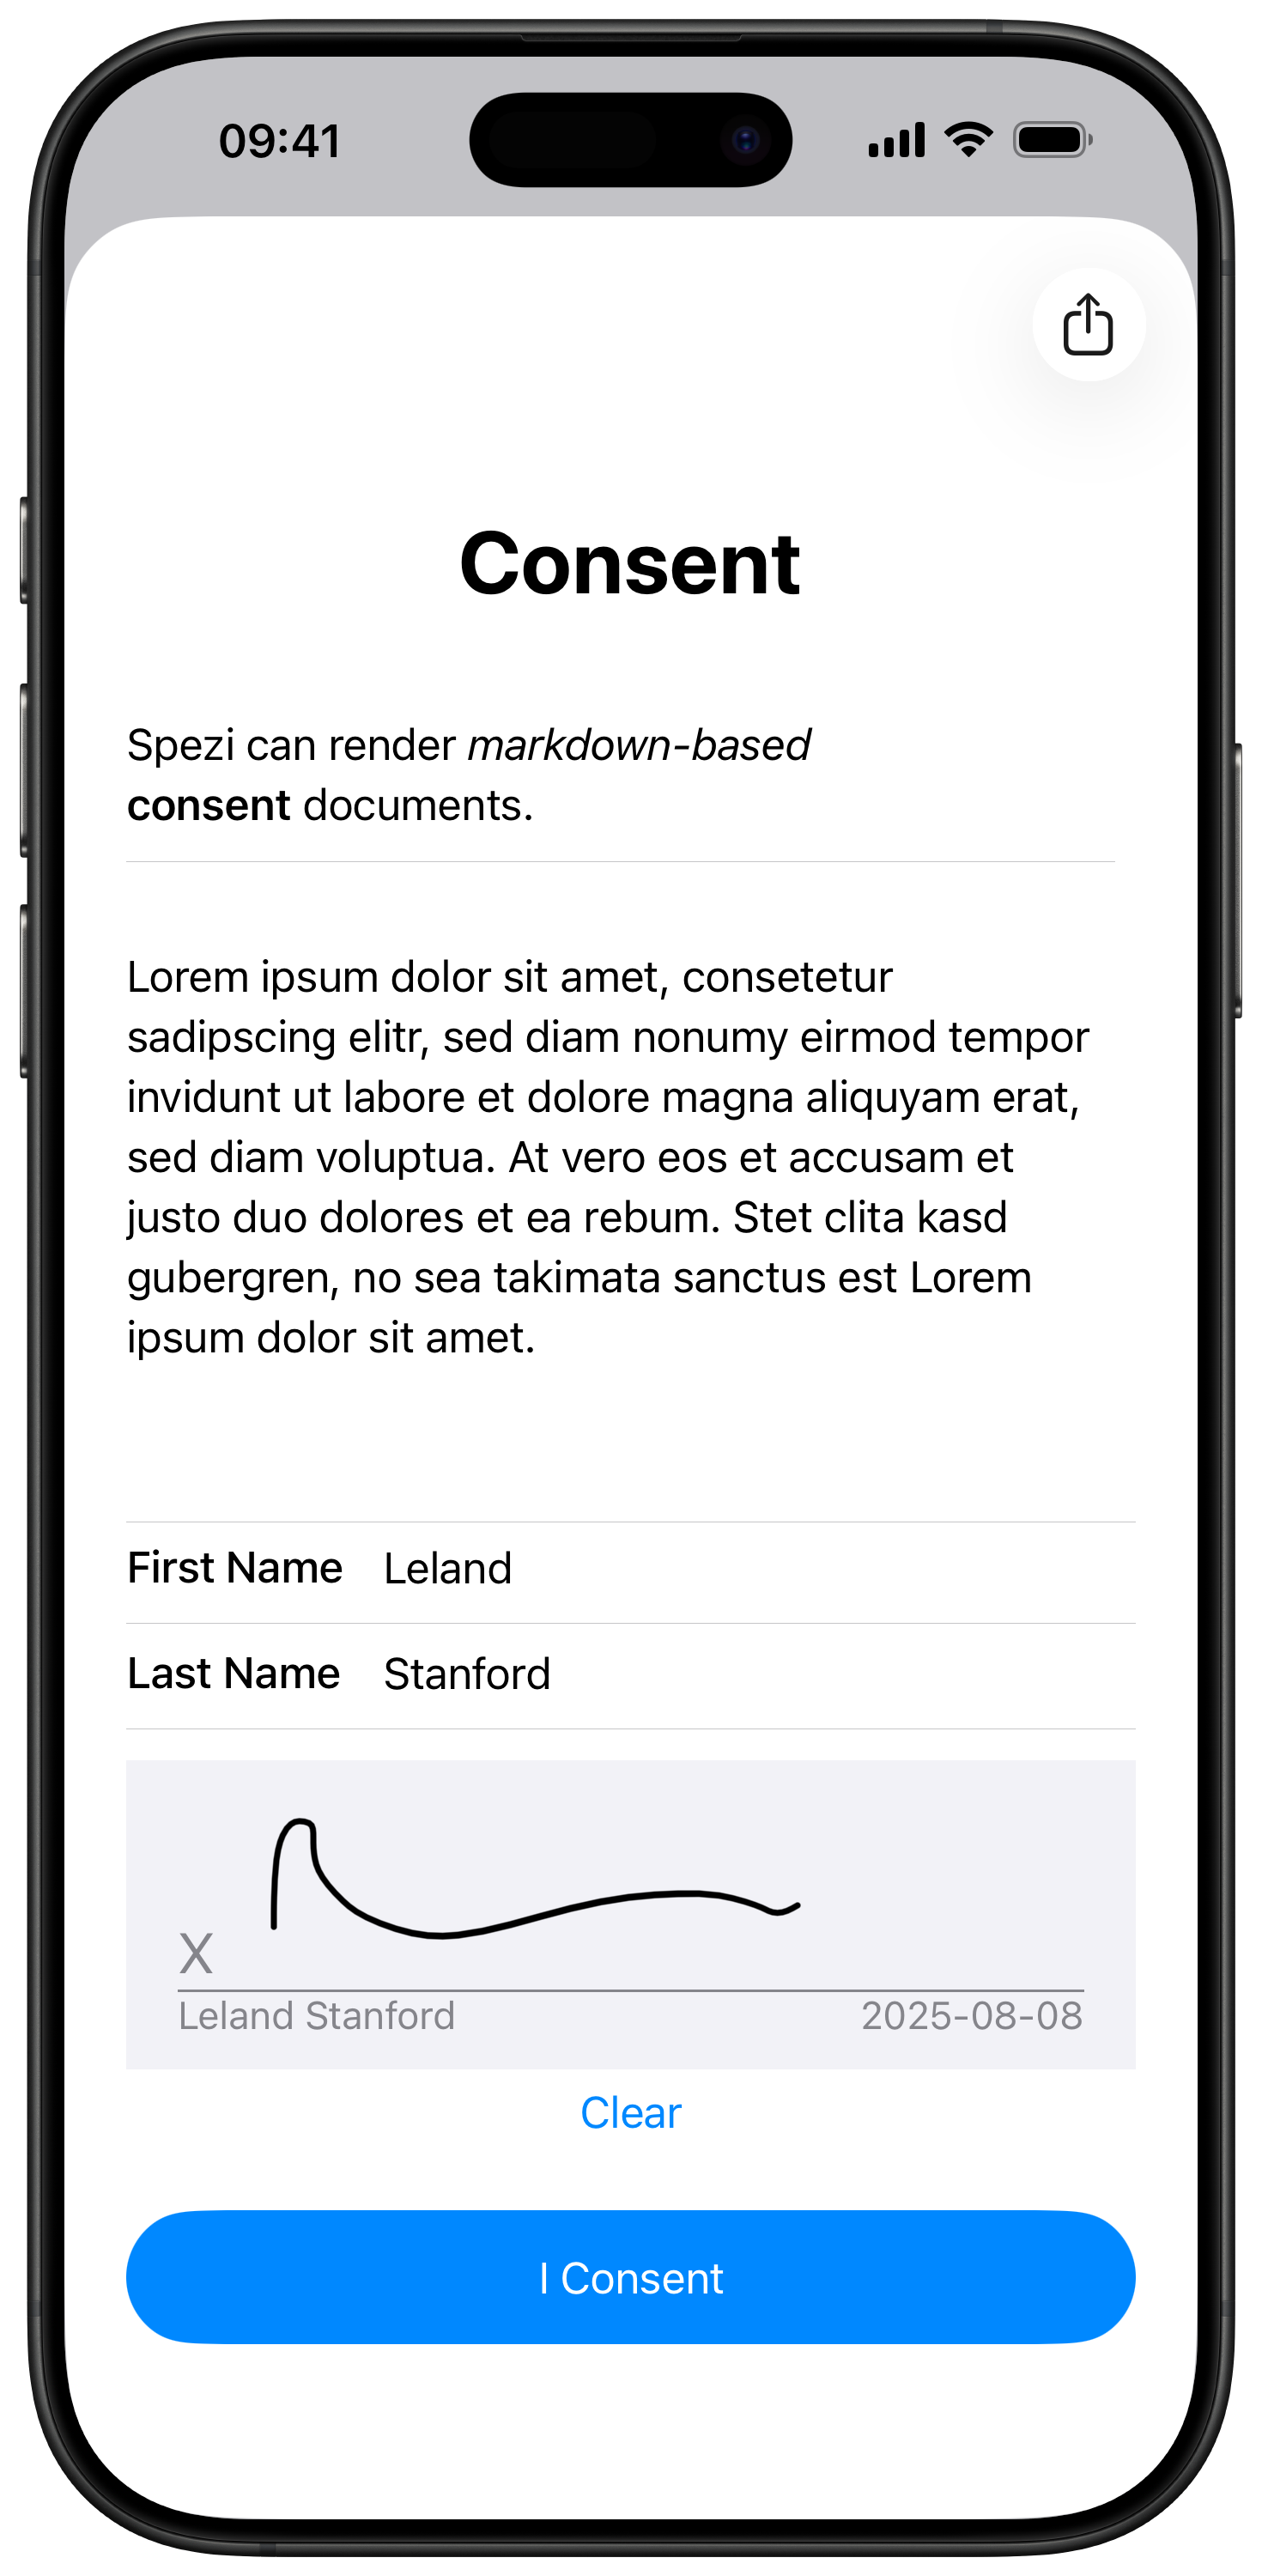 09:41
Consent
Spezi can render markdown-based
consent documents.
Lorem ipsum dolor sit amet, consetetur
sadipscing elitr, sed diam nonumy eirmod tempor
invidunt ut labore et dolore magna aliquyam erat,
sed diam voluptua. At vero eos et accusam et
justo duo dolores et ea rebum. Stet clita kasd
gubergren, no sea takimata sanctus est Lorem
ipsum dolor sit amet.
First Name Leland
Last Name Stanford
X
Leland Stanford 2025-08-08
Clear
I Consent